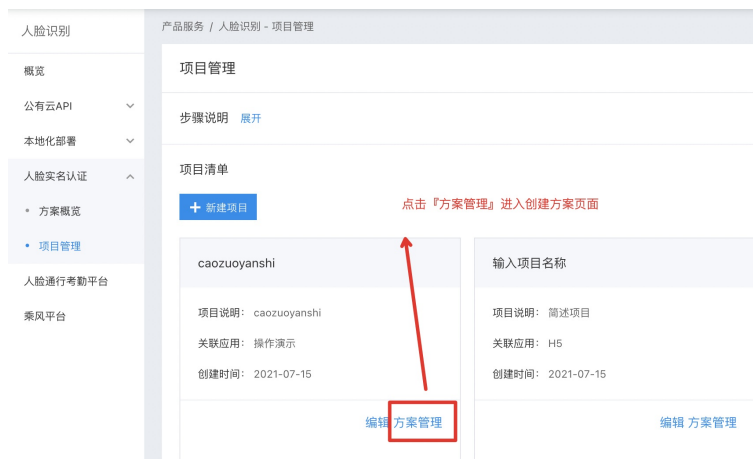 人脸识别
产品服务 / 人脸识别 - 项目管理
概览
公有云API
本地化部署
人脸实名认证
方案概览
项目管理
人脸通行考勤平台
乘风平台
项目管理
步骤说明 展开
项目清单
+ 新建项目
点击『方案管理』进入创建方案页面
caozuoyanshi
项目说明： caozuoyanshi
关联应用： 操作演示
创建时间： 2021-07-15
编辑 方案管理
输入项目名称
项目说明： 简述项目
关联应用： H5
创建时间： 2021-07-15
编辑 方案管理